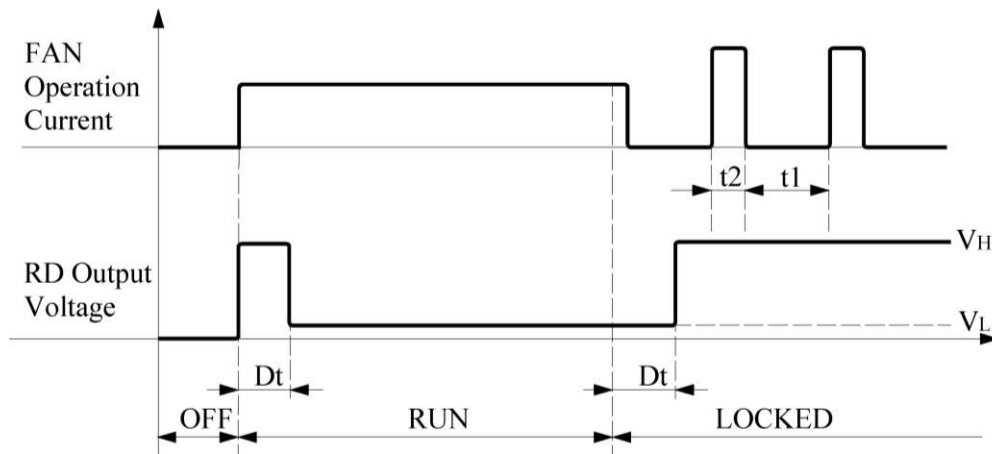 FAN
Operation
Current
t2 t1
VH
RD Output
Voltage
VL
Dt Dt
OFF RUN LOCKED